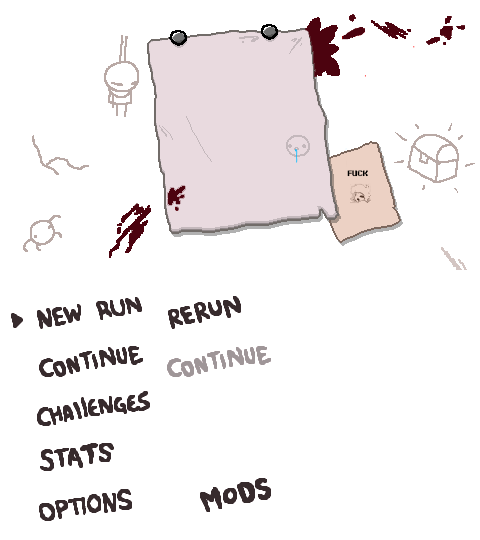 FUCK
NEW RUN RERUN
CONTINUE CONTINUE
CHAllENGES
STATS
OPTIONS MODS